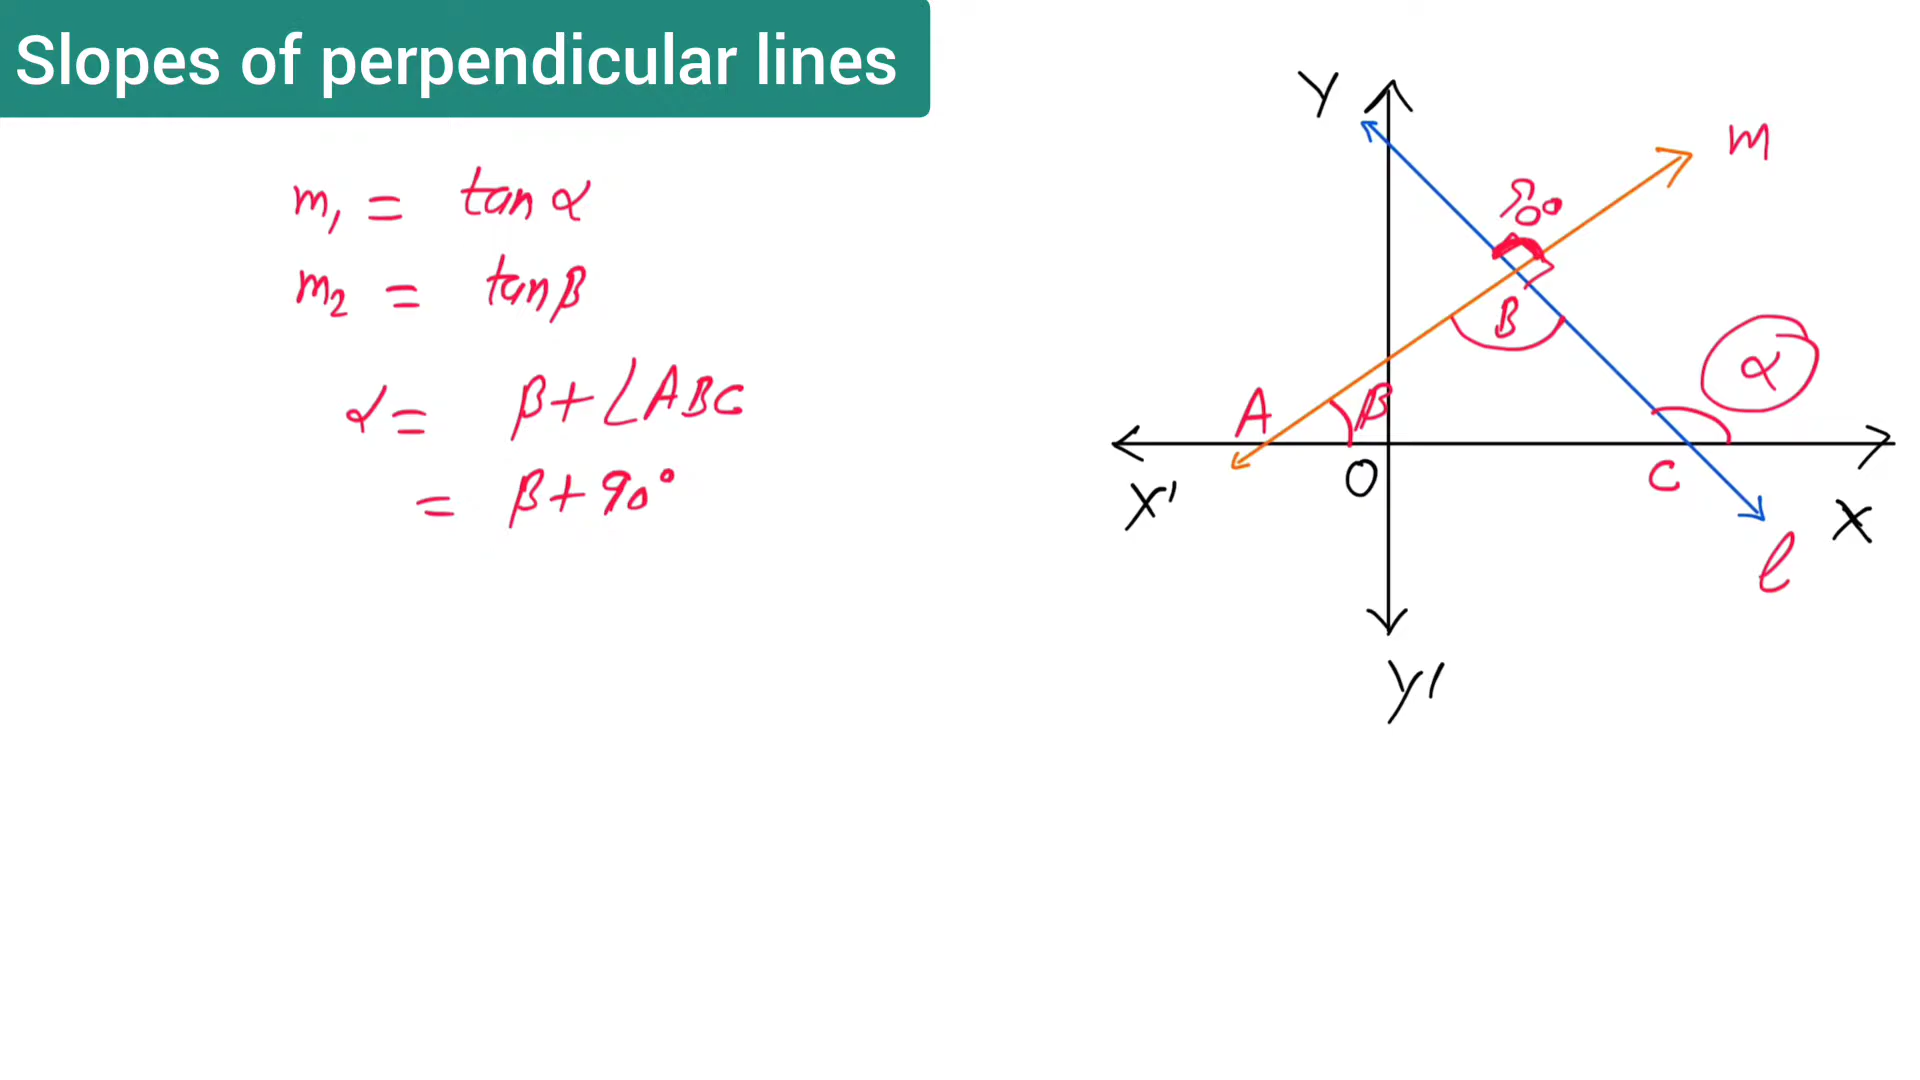 Slopes of perpendicular lines
m₁ = tan α
m₂ = tan β
α = β + ∠ABC
= β + 90°
Y
m
90°
B
α
A
β
O
C
X'
X
l
Y'